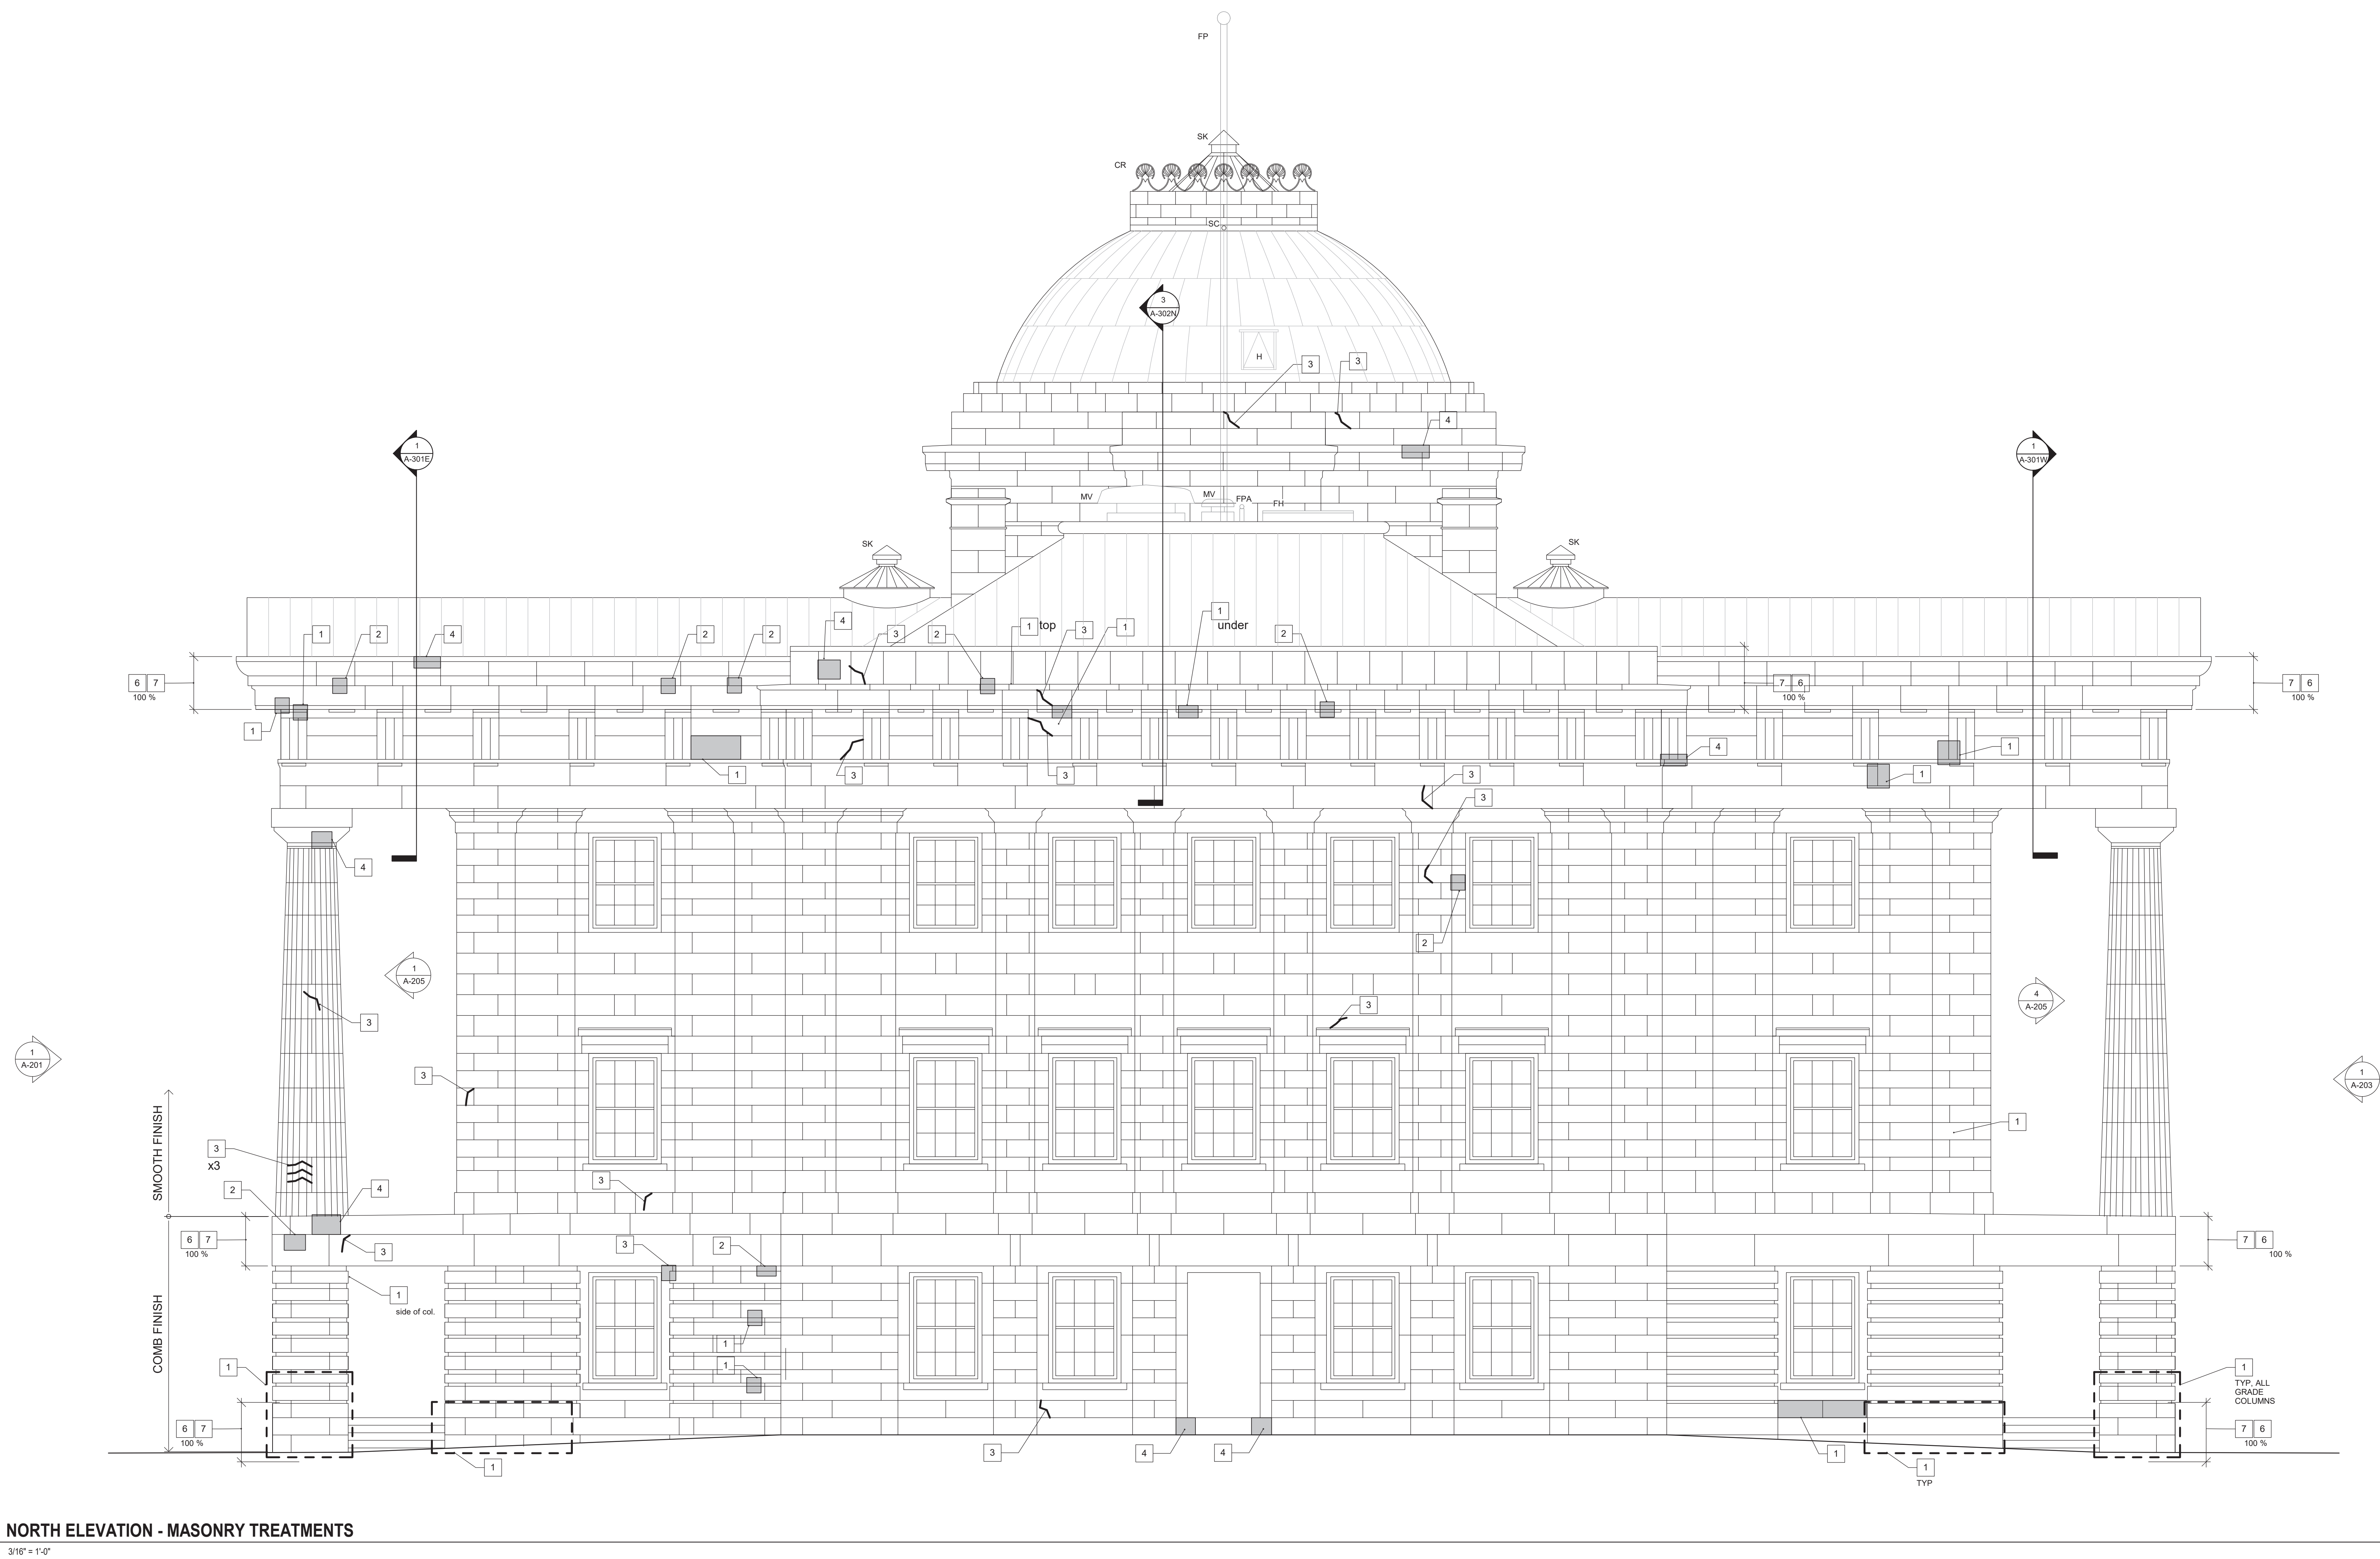 FP
SK
CR
SC
3
A-302N
H
3
3
4
1
A-301E
1
A-301W
MV
MV
FPA
FH
SK
SK
1
2
4
2
2
4
3
2
1 top
3
1
1
under
2
6 7
100 %
7 6
100 %
7 6
100 %
1
1
3
3
3
4
1
1
3
4
2
1
A-205
4
A-205
3
3
1
A-201
1
A-203
3
1
SMOOTH FINISH
3
x3
2
4
3
6 7
100 %
3
3
2
7 6
100 %
1
side of col.
COMB FINISH
1
1
1
1
TYP, ALL
GRADE
COLUMNS
6 7
100 %
7 6
100 %
1
3
4
4
1
1
TYP
NORTH ELEVATION - MASONRY TREATMENTS
3/16" = 1'-0"